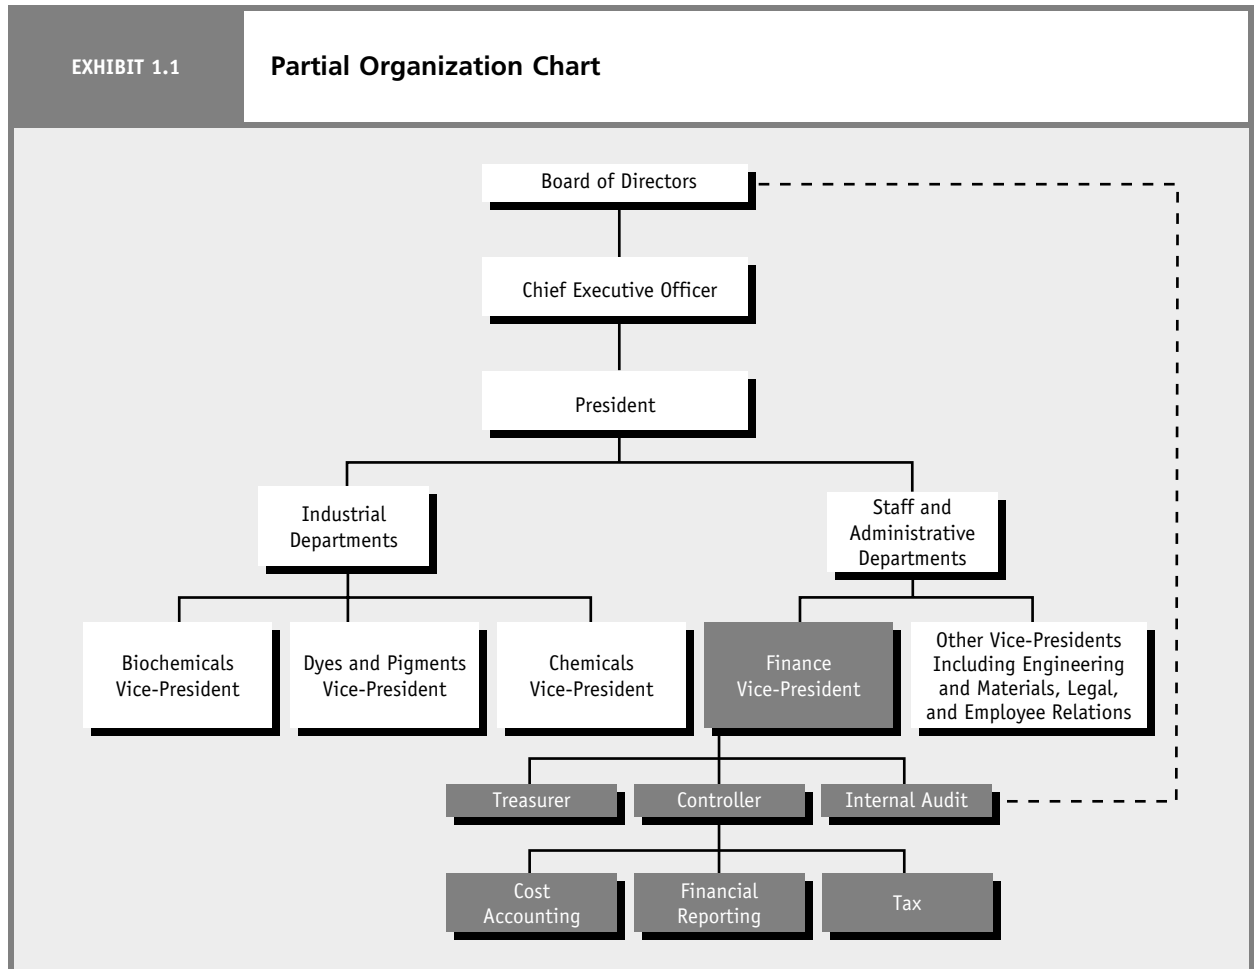 EXHIBIT 1.1
Partial Organization Chart
Board of Directors
Chief Executive Officer
President
Industrial
Departments
Staff and
Administrative
Departments
Biochemicals
Vice-President
Dyes and Pigments
Vice-President
Chemicals
Vice-President
Finance
Vice-President
Other Vice-Presidents
Including Engineering
and Materials, Legal,
and Employee Relations
Treasurer
Controller
Internal Audit
Cost
Accounting
Financial
Reporting
Tax